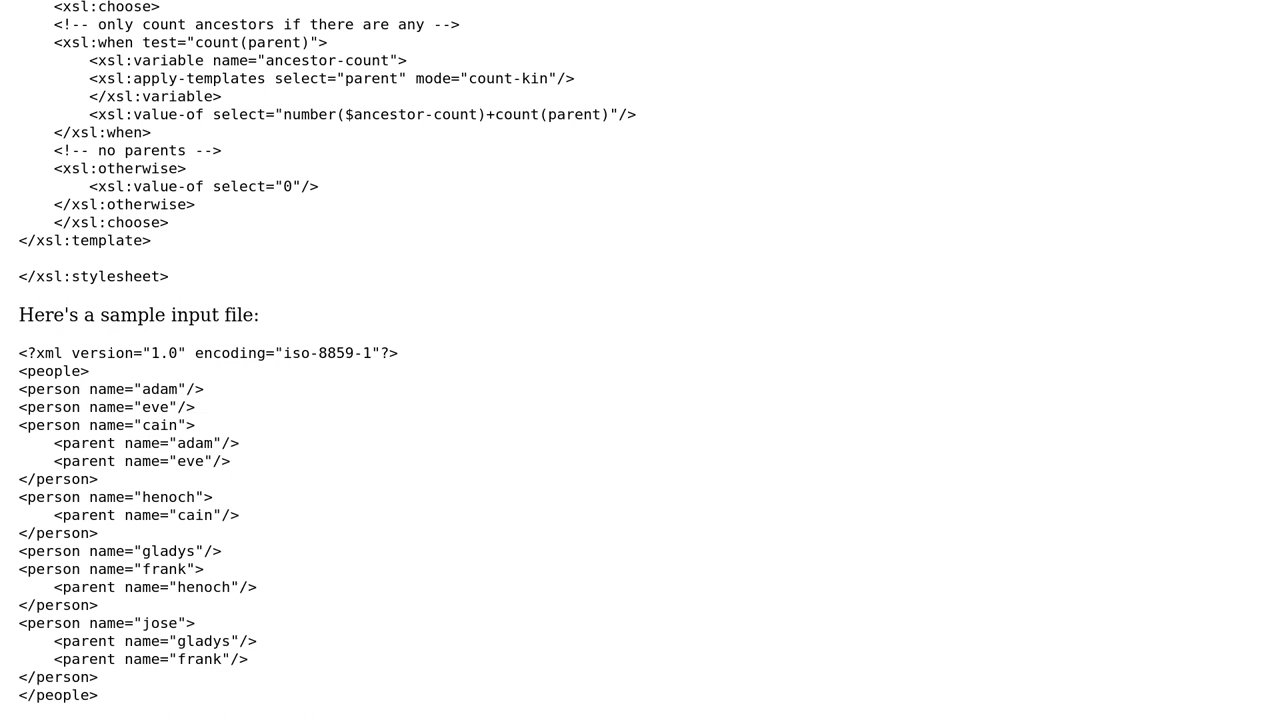 <xsl:choose>
<!-- only count ancestors if there are any -->
<xsl:when test="count(parent)">
<xsl:variable name="ancestor-count">
<xsl:apply-templates select="parent" mode="count-kin"/>
</xsl:variable>
<xsl:value-of select="number($ancestor-count)+count(parent)"/>
</xsl:when>
<!-- no parents -->
<xsl:otherwise>
<xsl:value-of select="0"/>
</xsl:otherwise>
</xsl:choose>
</xsl:template>
</xsl:stylesheet>
Here's a sample input file:
<?xml version="1.0" encoding="iso-8859-1"?>
<people>
<person name="adam"/>
<person name="eve"/>
<person name="cain">
<parent name="adam"/>
<parent name="eve"/>
</person>
<person name="henoch">
<parent name="cain"/>
</person>
<person name="gladys"/>
<person name="frank">
<parent name="henoch"/>
</person>
<person name="jose">
<parent name="gladys"/>
<parent name="frank"/>
</person>
</people>